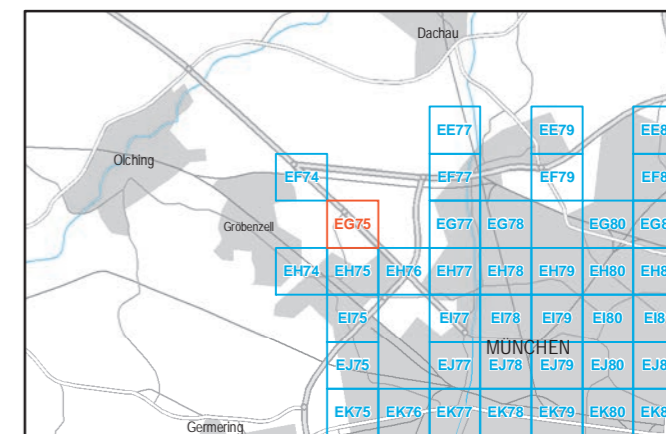 Dachau
EE77 EE79 EE8
Olching
EF74 EF77 EF79 EF8
Gröbenzell
EG75 EG77 EG78 EG80 EG8
EH74 EH75 EH76 EH77 EH78 EH79 EH80 EH8
EI75 EI77 EI78 EI79 EI80 EI8
MÜNCHEN
EJ75 EJ77 EJ78 EJ79 EJ80 EJ8
EK75 EK76 EK77 EK78 EK79 EK80 EK8
Germering